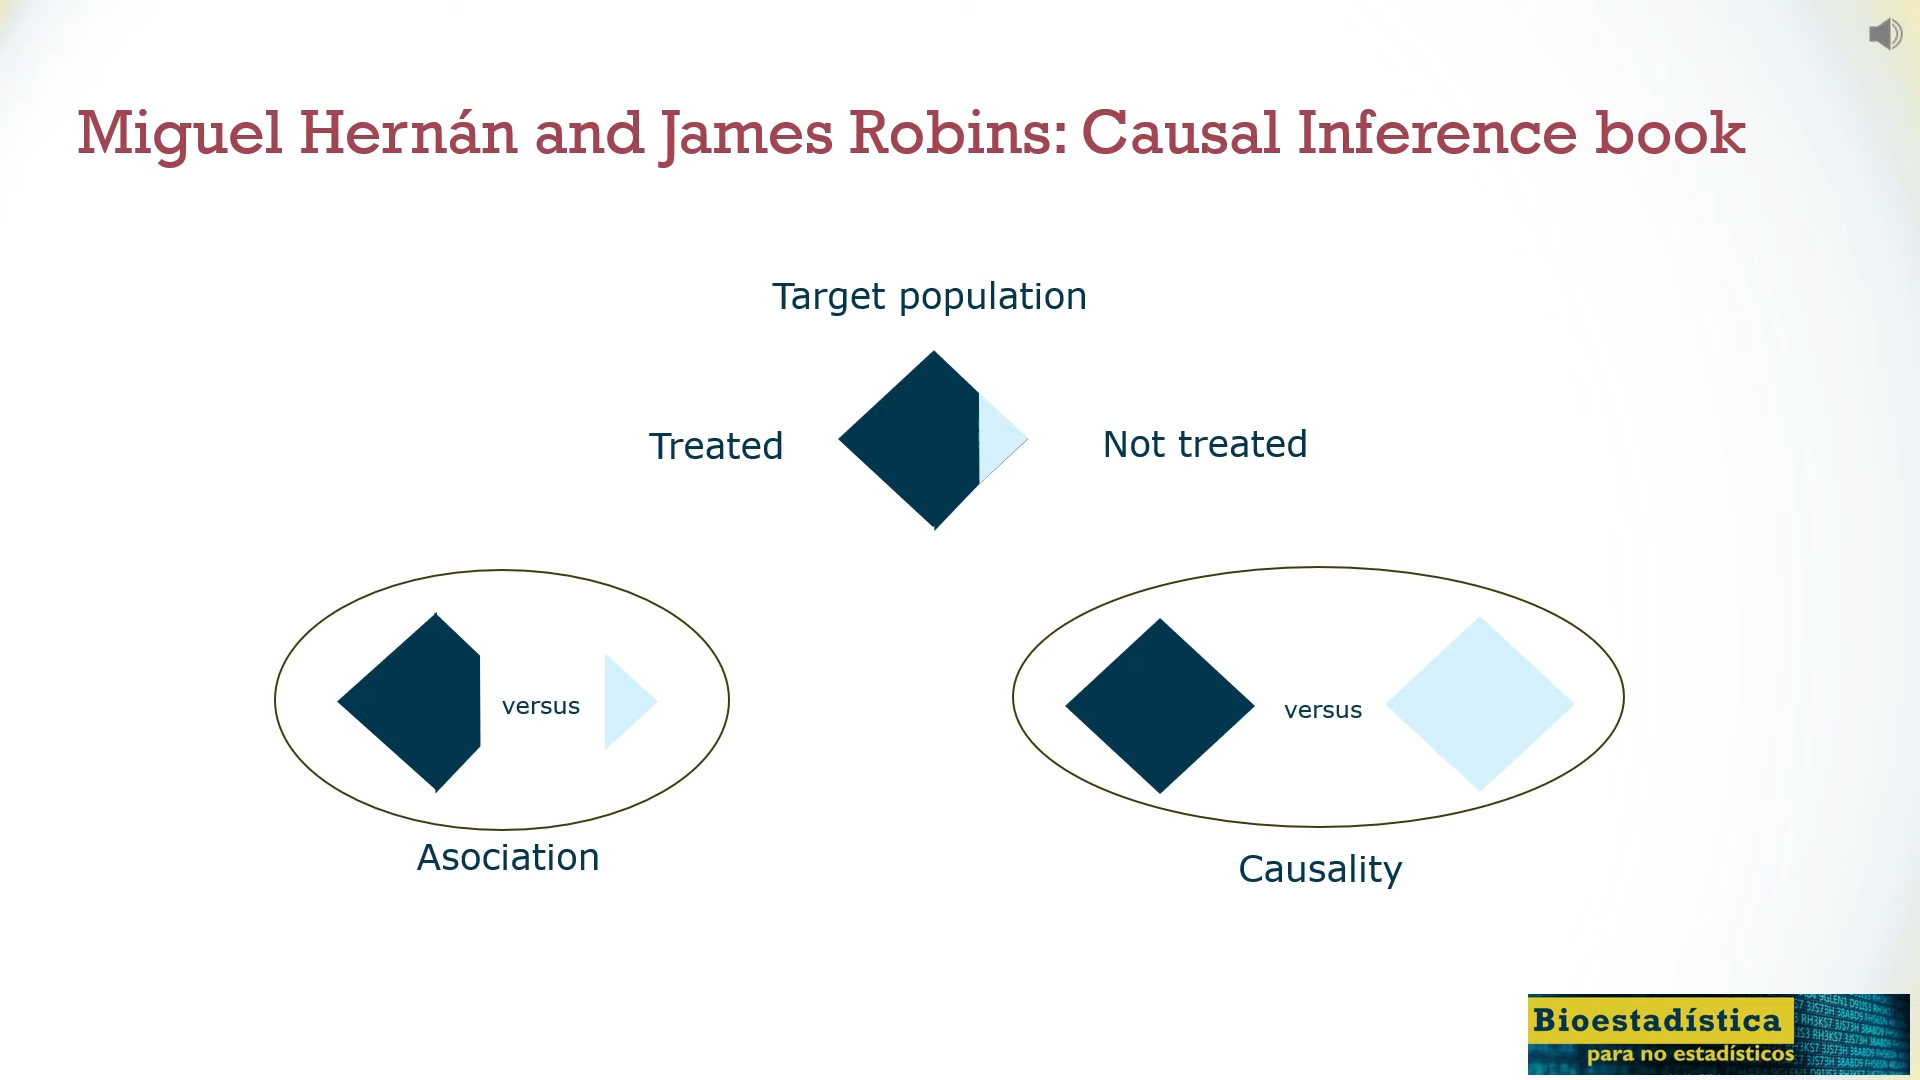 Miguel Hernán and James Robins: Causal Inference book
Target population
Treated
Not treated
versus
versus
Asociation
Causality
Bioestadística
para no estadísticos